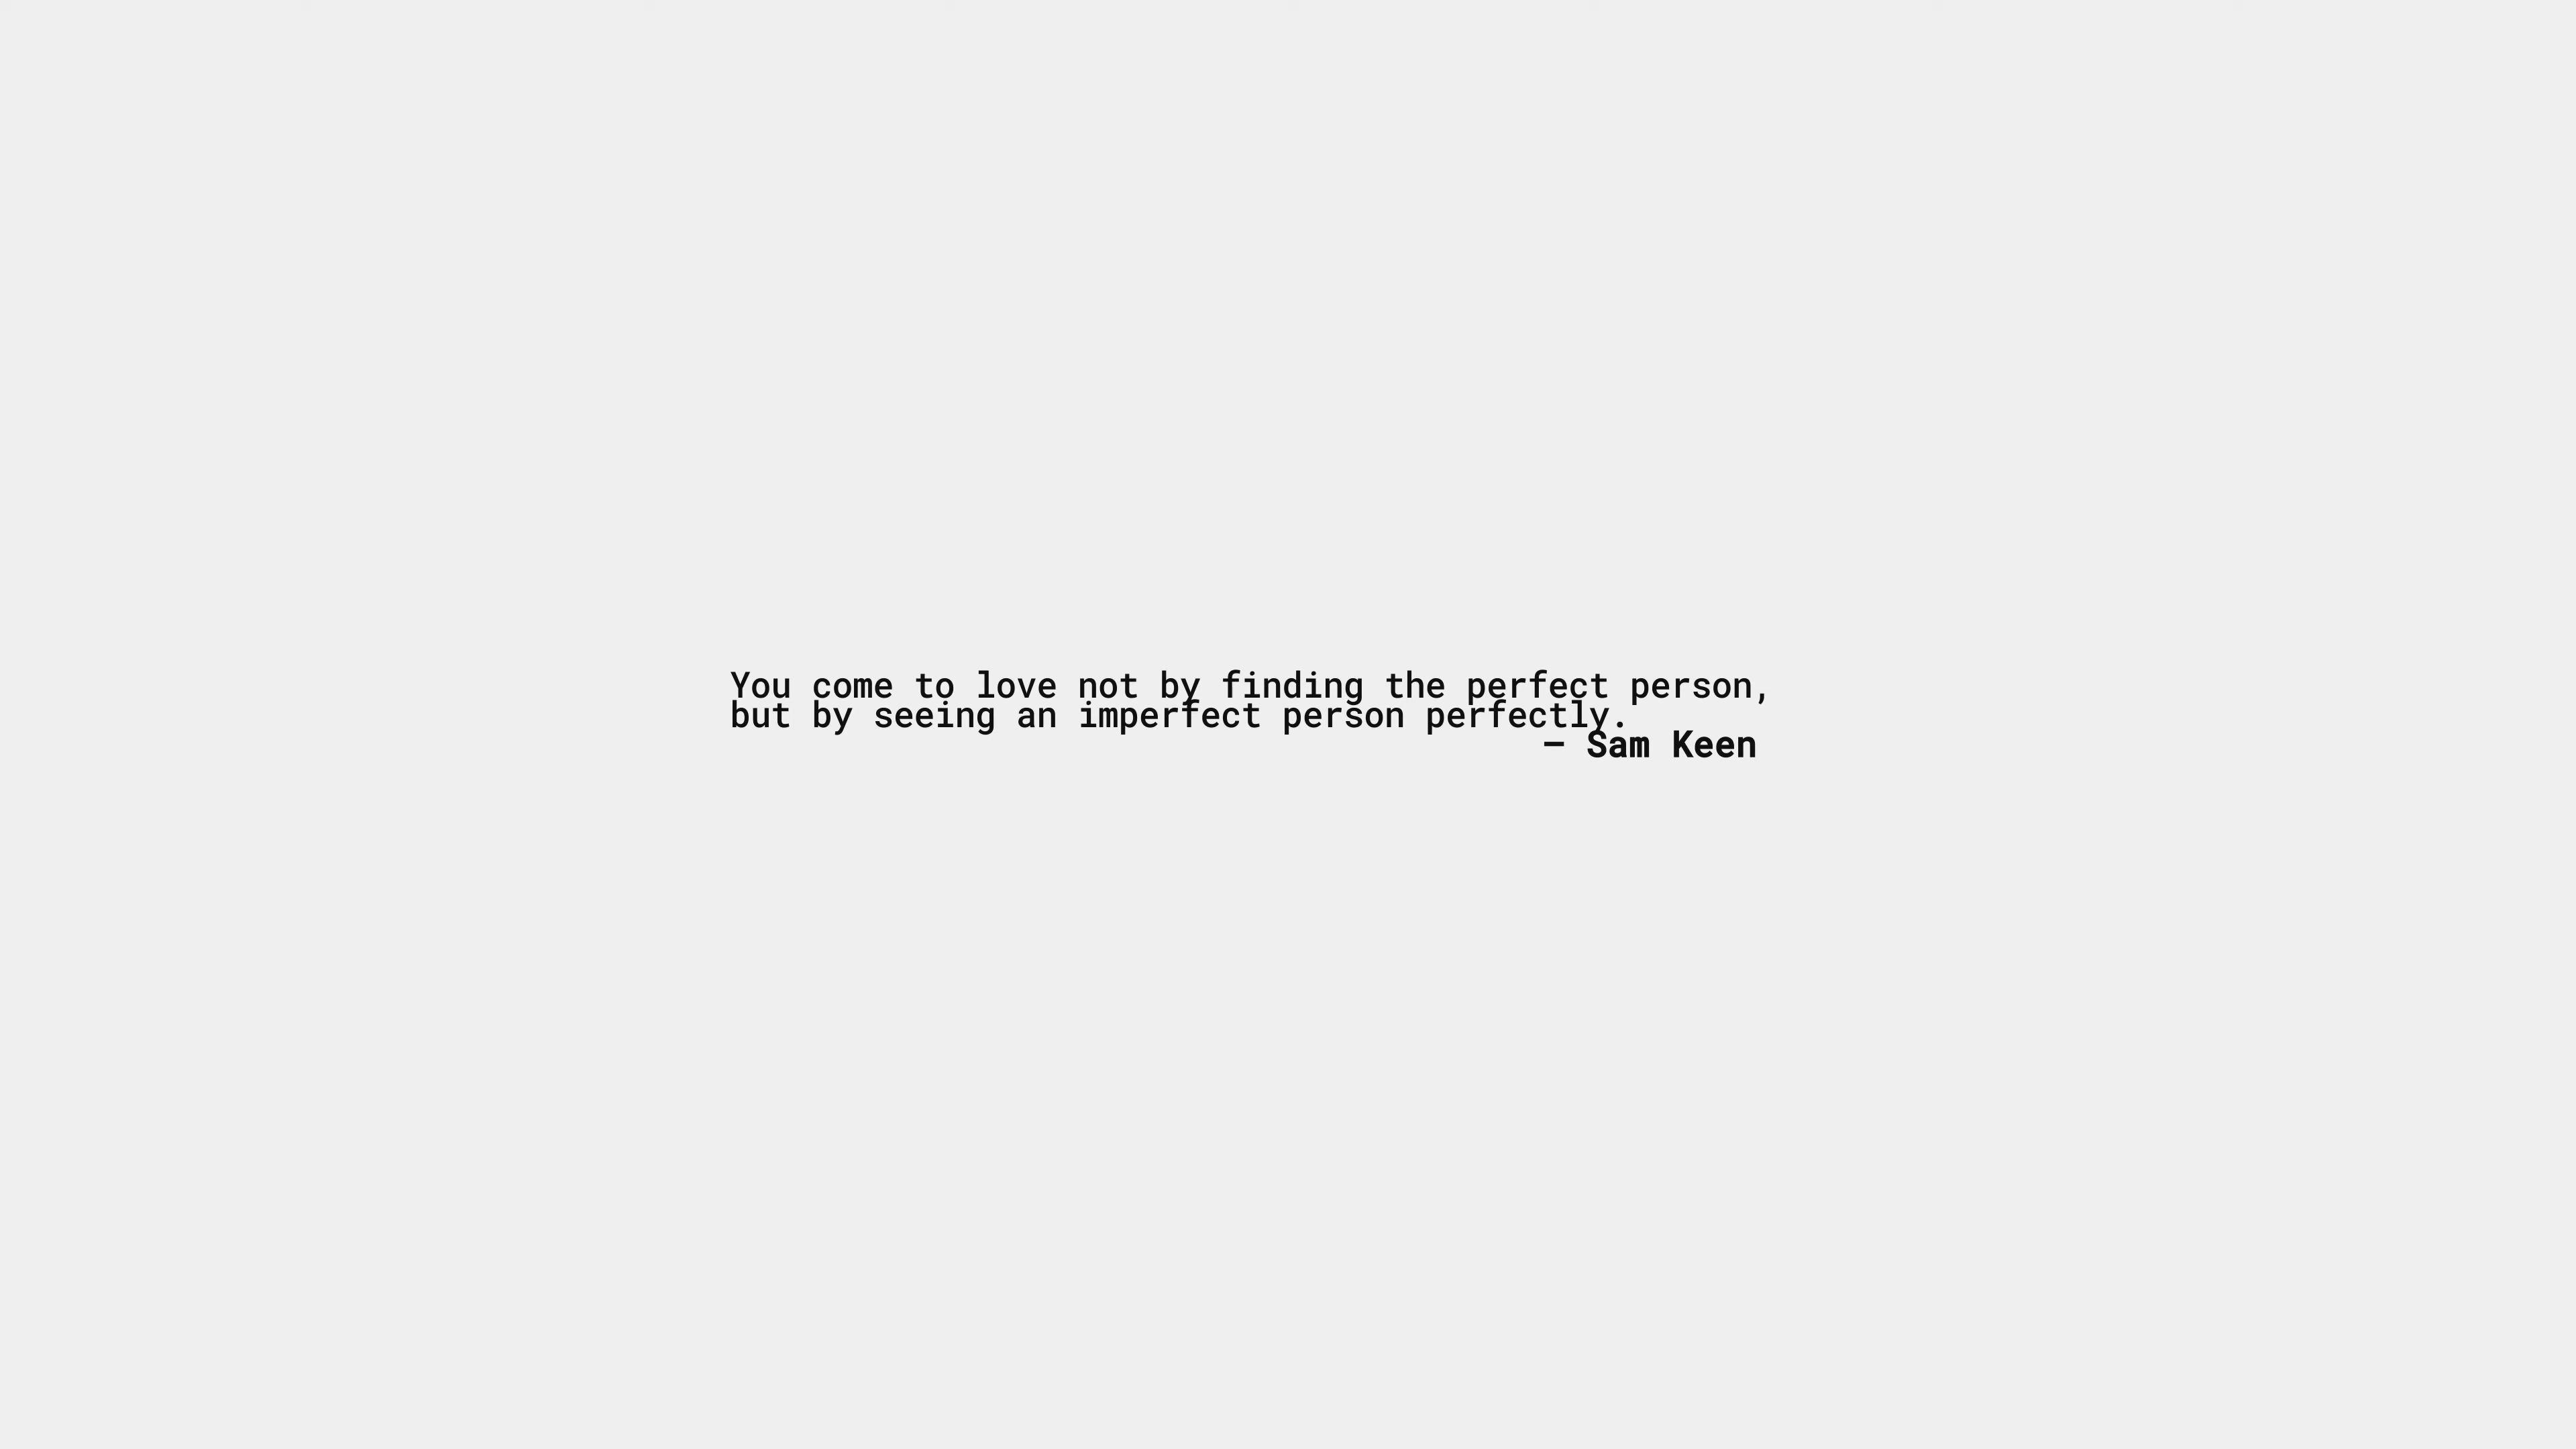 You come to love not by finding the perfect person,
but by seeing an imperfect person perfectly.
— Sam Keen